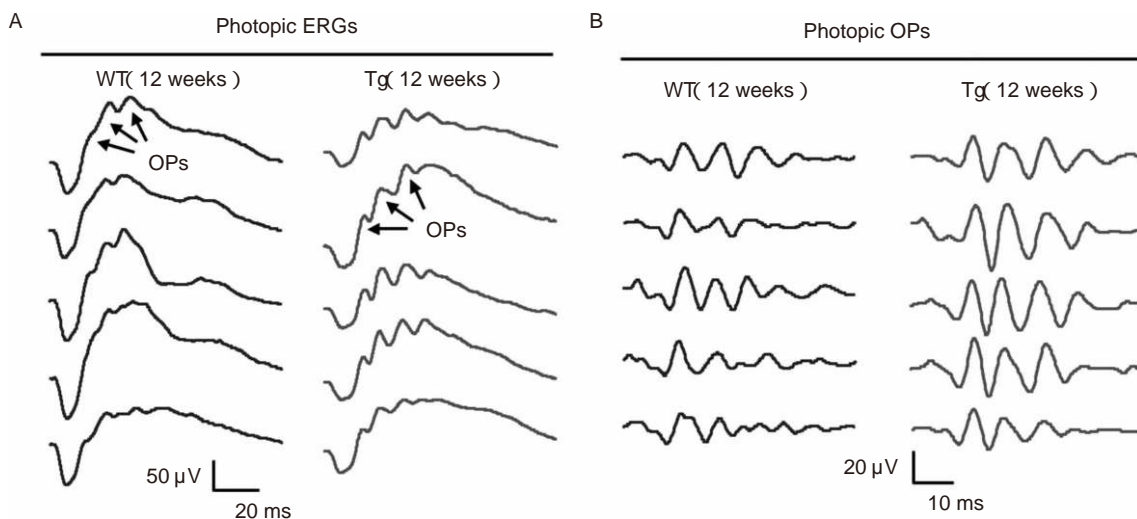 A
Photopic ERGs
WT( 12 weeks )
Tg( 12 weeks )
OPs
OPs
50 μV
20 ms
B
Photopic OPs
WT( 12 weeks )
Tg( 12 weeks )
20 μV
10 ms